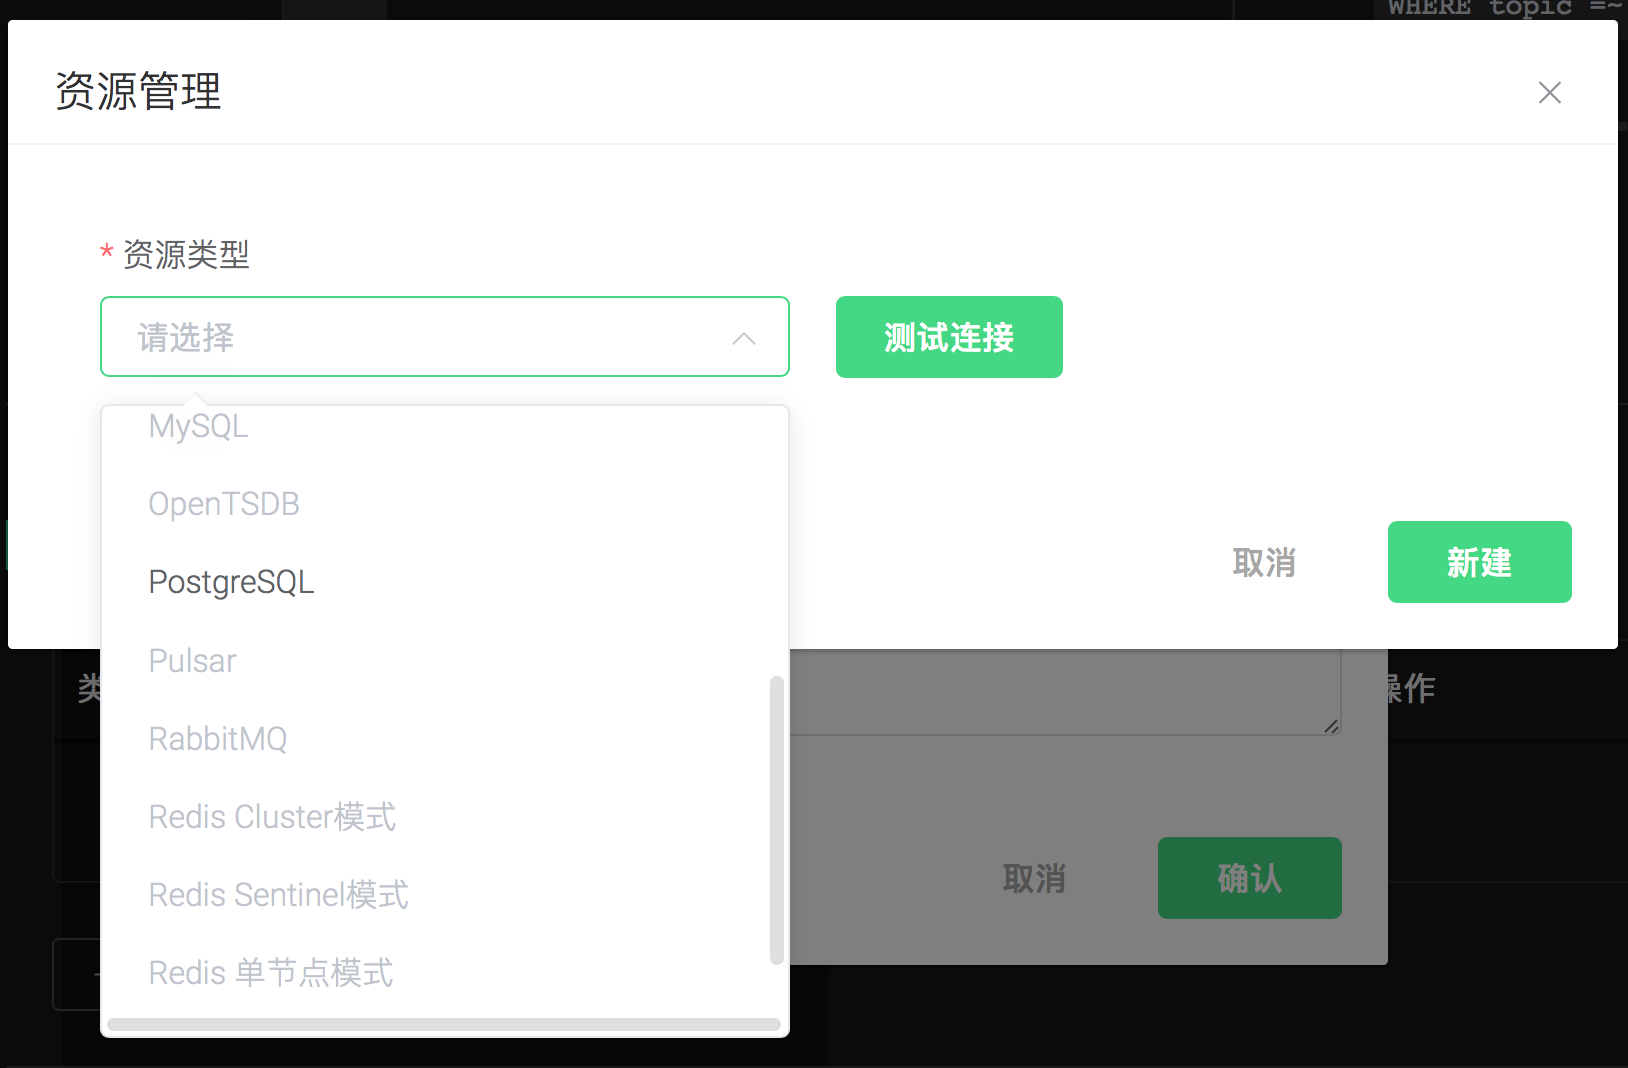 WHERE topic =~
资源管理
* 资源类型
请选择
测试连接
MySQL
OpenTSDB
PostgreSQL
Pulsar
RabbitMQ
Redis Cluster模式
Redis Sentinel模式
Redis 单节点模式
取消
新建
类
操作
取消
确认